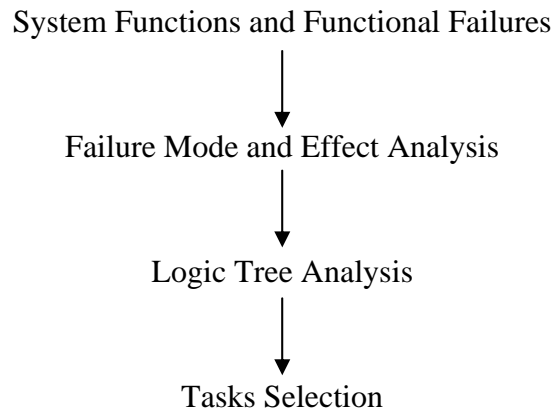 System Functions and Functional Failures
Failure Mode and Effect Analysis
Logic Tree Analysis
Tasks Selection